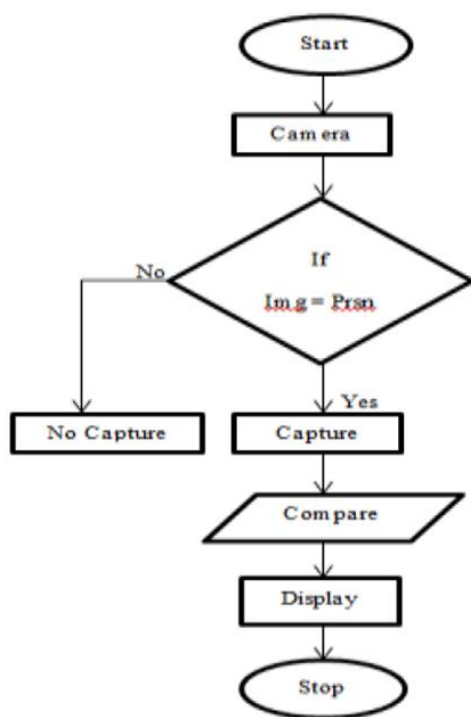 Start
Camera
If
Img = Prsn
No
Yes
No Capture
Capture
Compare
Display
Stop